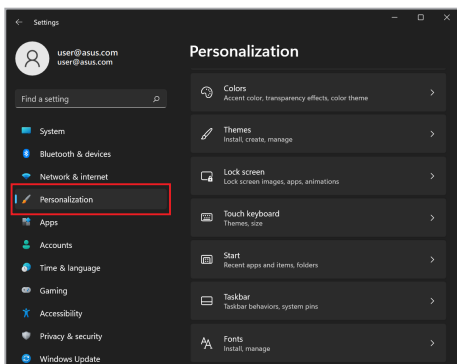 Settings
user@asus.com
user@asus.com
Find a setting
System
Bluetooth & devices
Network & internet
Personalization
Apps
Accounts
Time & language
Gaming
Accessibility
Privacy & security
Windows Update
Personalization
Colors
Accent color, transparency effects, color theme
Themes
Install, create, manage
Lock screen
Lock screen images, apps, animations
Touch keyboard
Themes, size
Start
Recent apps and items, folders
Taskbar
Taskbar behaviors, system pins
Fonts
Install, manage